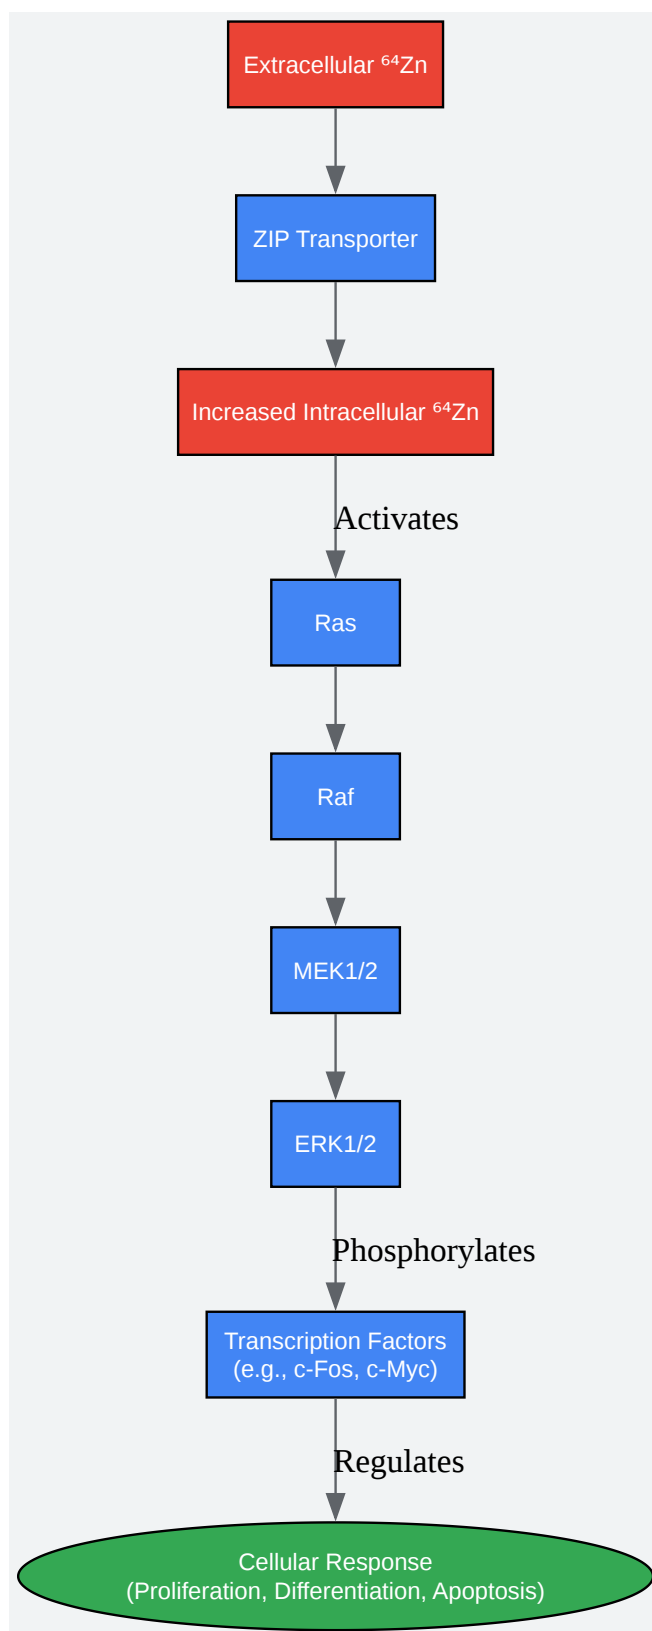 Extracellular ⁶⁴Zn
ZIP Transporter
Increased Intracellular ⁶⁴Zn
Activates
Ras
Raf
MEK1/2
ERK1/2
Phosphorylates
Transcription Factors
(e.g., c-Fos, c-Myc)
Regulates
Cellular Response
(Proliferation, Differentiation, Apoptosis)